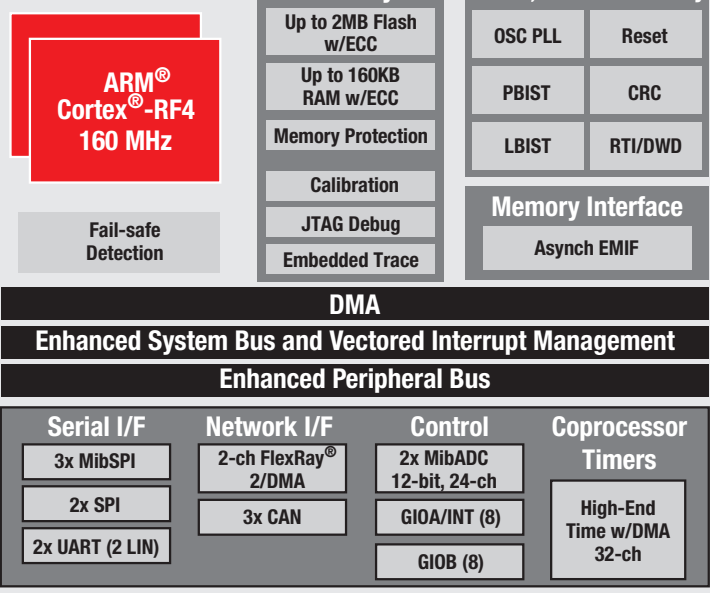 Up to 2MB Flash
w/ECC
Up to 160KB
RAM w/ECC
Memory Protection
Calibration
JTAG Debug
Embedded Trace
OSC PLL
Reset
PBIST
CRC
LBIST
RTI/DWD
ARM®
Cortex®-RF4
160 MHz
Fail-safe
Detection
Memory Interface
Asynch EMIF
DMA
Enhanced System Bus and Vectored Interrupt Management
Enhanced Peripheral Bus
Serial I/F
3x MibSPI
2x SPI
2x UART (2 LIN)
Network I/F
2-ch FlexRay®
2/DMA
3x CAN
Control
2x MibADC
12-bit, 24-ch
GIOA/INT (8)
GIOB (8)
Coprocessor
Timers
High-End
Time w/DMA
32-ch